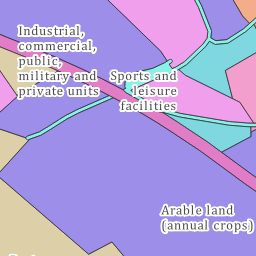 Industrial,
commercial,
public,
military and
private units
Sports and
leisure
facilities
Arable land
(annual crops)